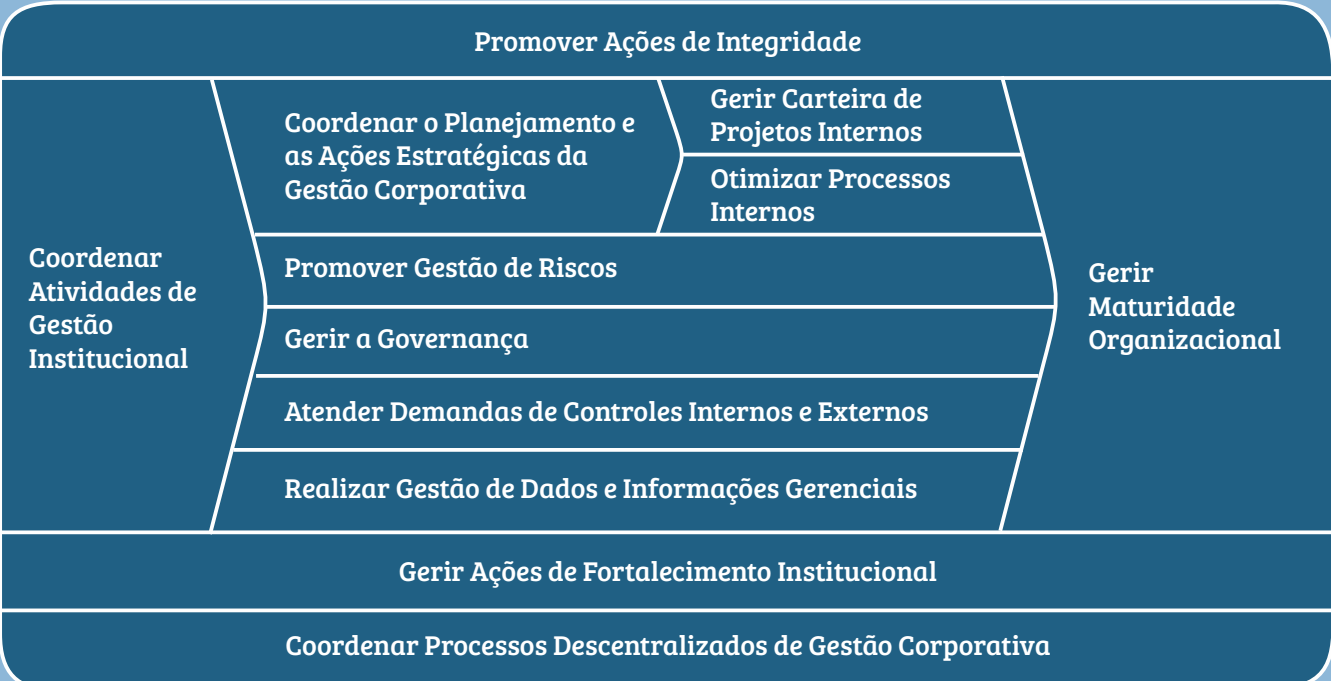 Promover Ações de Integridade
Coordenar
Atividades de
Gestão
Institucional
Coordenar o Planejamento e
as Ações Estratégicas da
Gestão Corporativa
Gerir Carteira de
Projetos Internos
Otimizar Processos
Internos
Promover Gestão de Riscos
Gerir a Governança
Atender Demandas de Controles Internos e Externos
Realizar Gestão de Dados e Informações Gerenciais
Gerir
Maturidade
Organizacional
Gerir Ações de Fortalecimento Institucional
Coordenar Processos Descentralizados de Gestão Corporativa